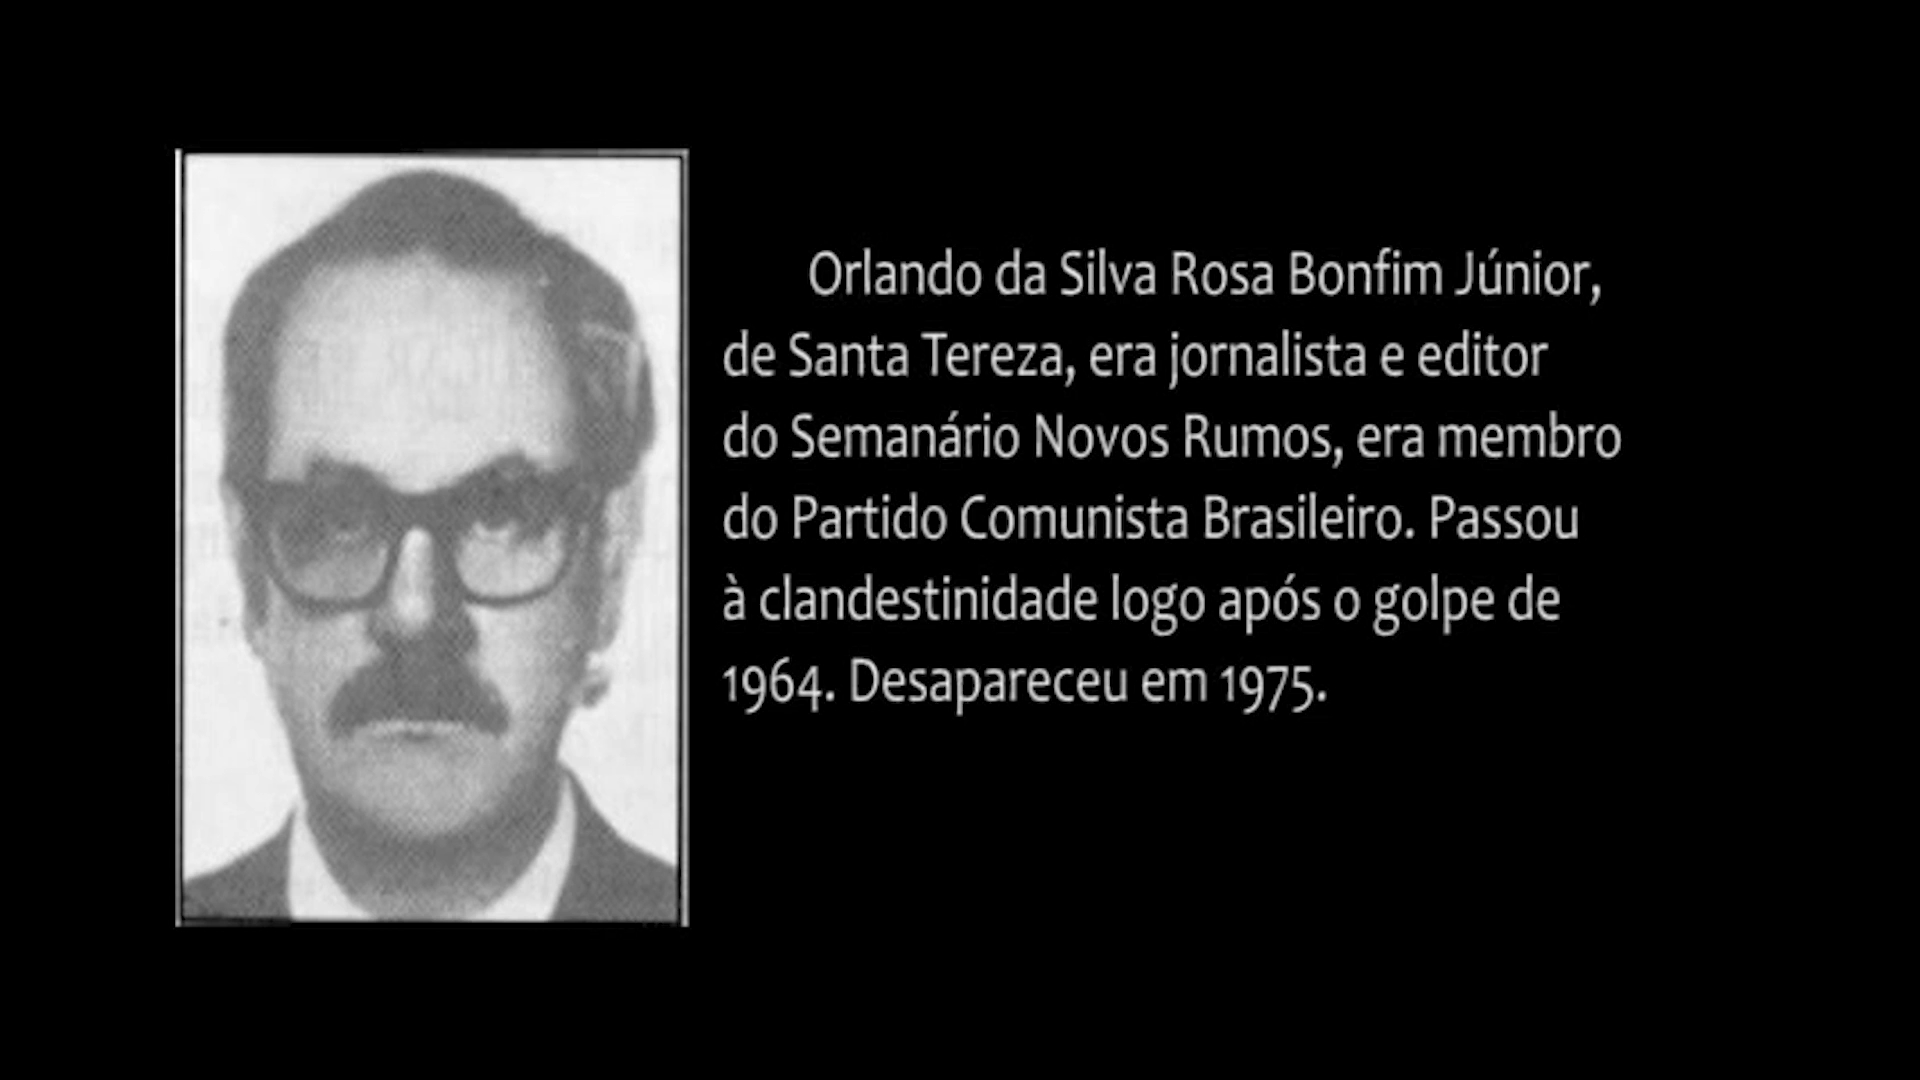 Orlando da Silva Rosa Bonfim Júnior,
de Santa Tereza, era jornalista e editor
do Semanário Novos Rumos, era membro
do Partido Comunista Brasileiro. Passou
à clandestinidade logo após o golpe de
1964. Desapareceu em 1975.